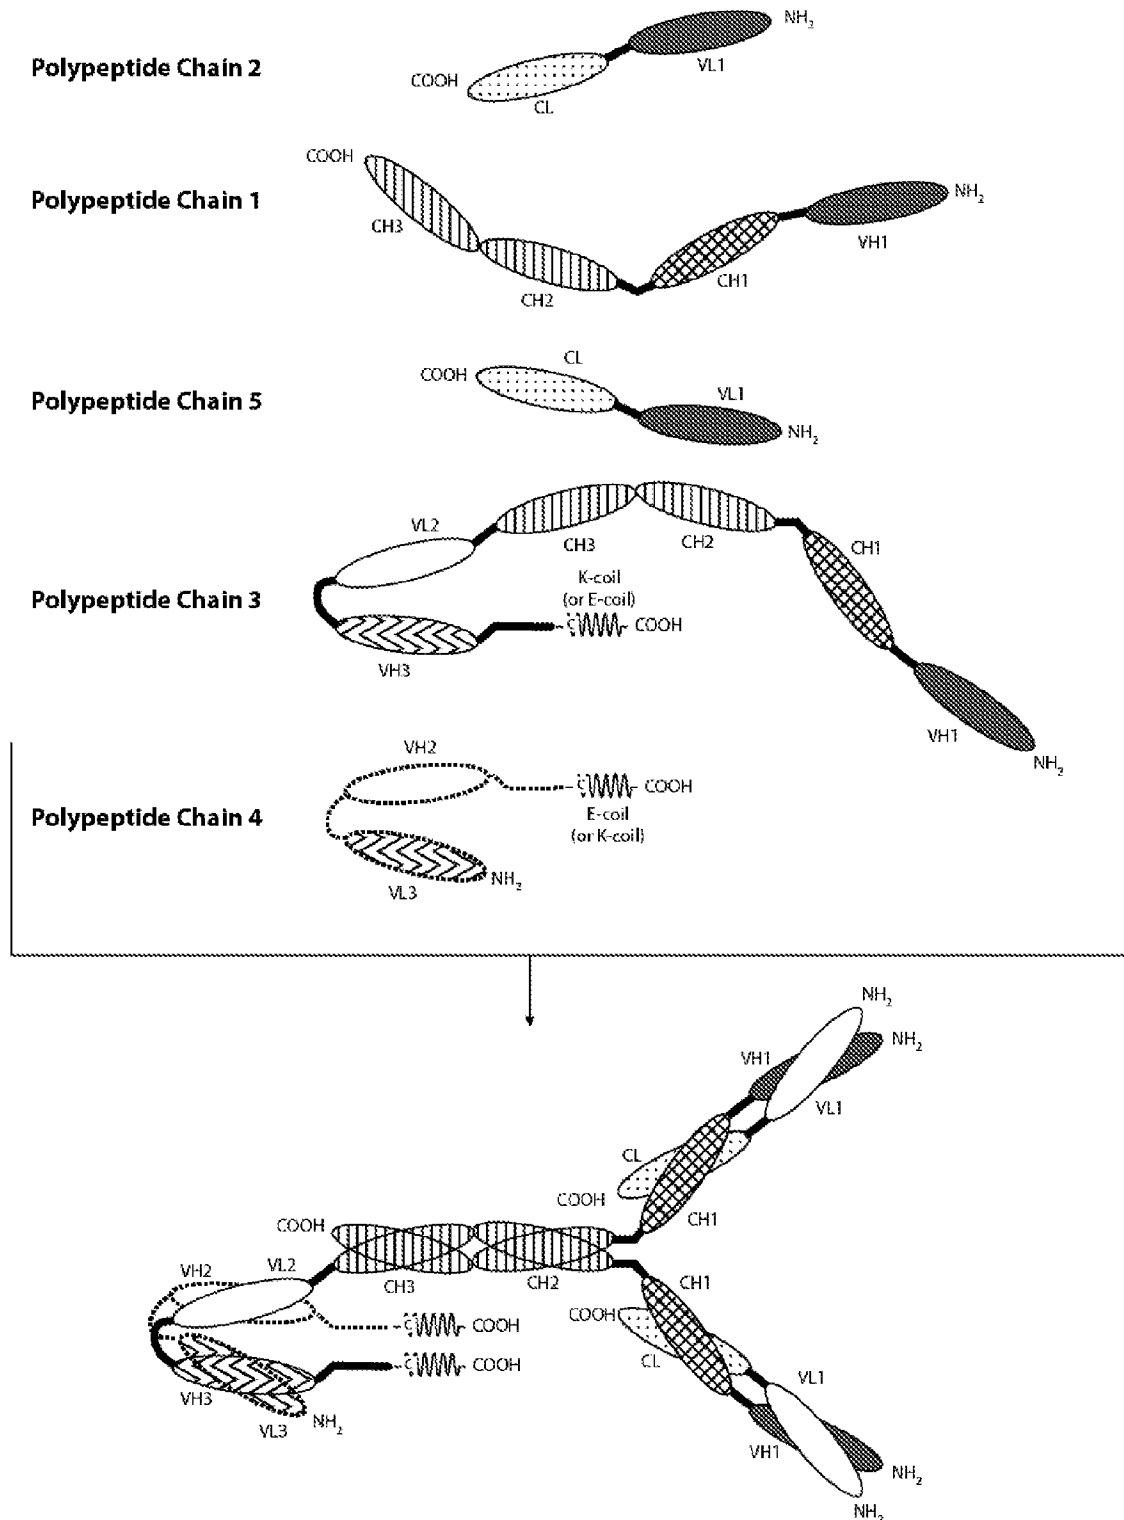 NH₂
Polypeptide Chain 2
VL1
COOH
CL
COOH
Polypeptide Chain 1
NH₂
CH3
VH1
CH1
CH2
CL
COOH
VL1
Polypeptide Chain 5
NH₂
VL2
CH3
CH2
CH1
K-coil
(or E-coil)
Polypeptide Chain 3
C
COOH
VH3
VH1
NH₂
VH2
C
COOH
Polypeptide Chain 4
E-coil
(or K-coil)
NH₂
VL3
NH₂
NH₂
VH1
VL1
CL
COOH
CH1
COOH
VL2
VH2
CH3
CH2
CH1
COOH
C
COOH
CL
C
COOH
VL1
VH3
VL3
NH₂
VH1
NH₂
NH₂